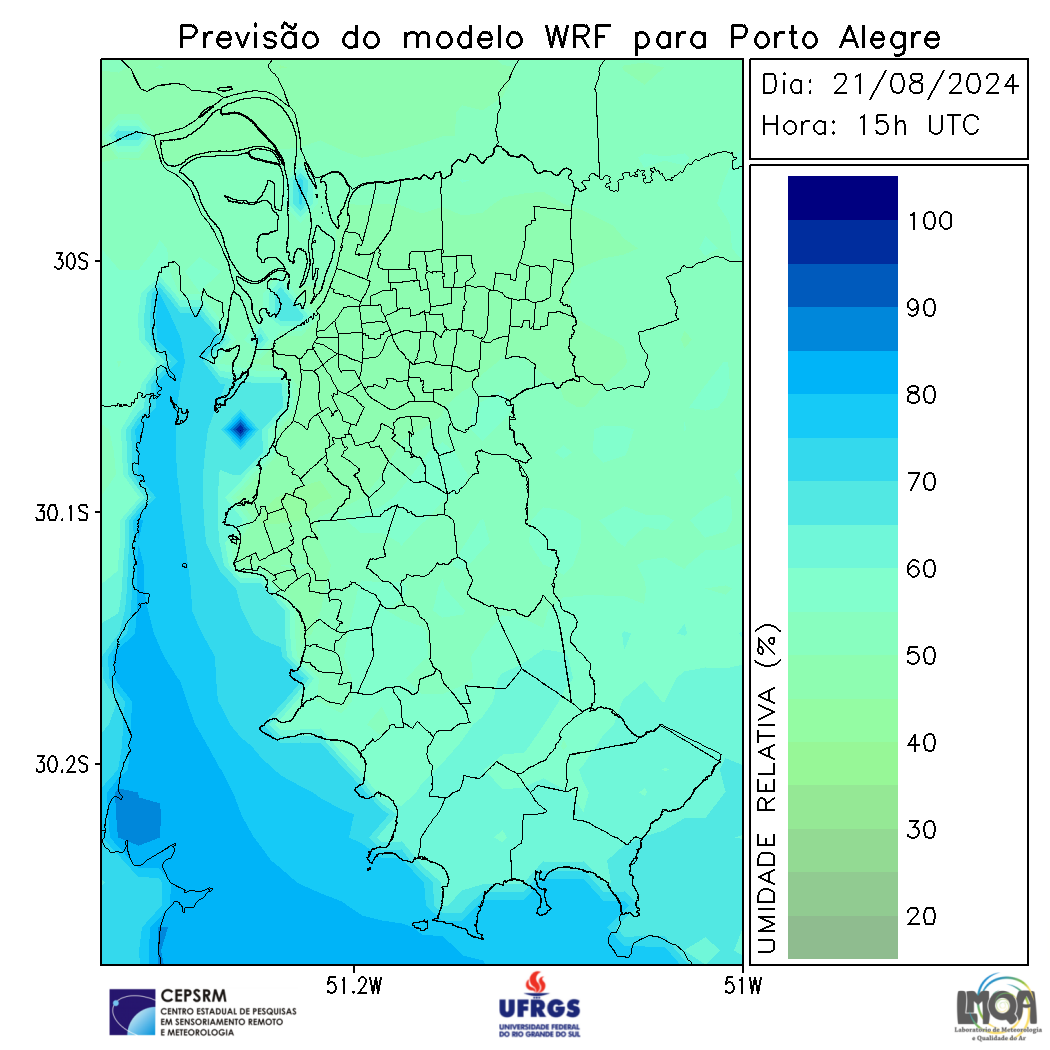 Previsão do modelo WRF para Porto Alegre
Dia: 21/08/2024
Hora: 15h UTC
100
90
80
70
60
50
40
30
20
UMIDADE RELATIVA (%)
30S
30.1S
30.2S
51.2W
51W
CEPSRM
CENTRO ESTADUAL DE PESQUISAS
EM SENSORIAMENTO REMOTO
E METEOROLOGIA
UFRGS
UNIVERSIDADE FEDERAL
DO RIO GRANDE DO SUL
LMQA
Laboratório de Meteorologia
e Qualidade do Ar